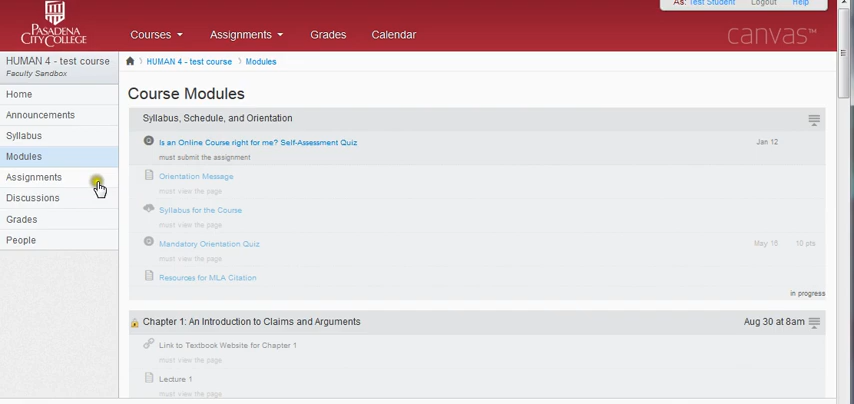 As: Test Student Logout Help
PASADENA
CITY COLLEGE
Courses Assignments Grades Calendar
canvas™
HUMAN 4 - test course
Faculty Sandbox
HUMAN 4 - test course Modules
Home
Announcements
Syllabus
Modules
Assignments
Discussions
Grades
People
Course Modules
Syllabus, Schedule, and Orientation
Is an Online Course right for me? Self-Assessment Quiz Jan 12
must submit the assignment
Orientation Message
must view the page
Syllabus for the Course
must view the page
Mandatory Orientation Quiz May 15 10 pts
must view the page
Resources for MLA Citation
in progress
Chapter 1: An Introduction to Claims and Arguments Aug 30 at 8am
Link to Textbook Website for Chapter 1
must view the page
Lecture 1
must view the page